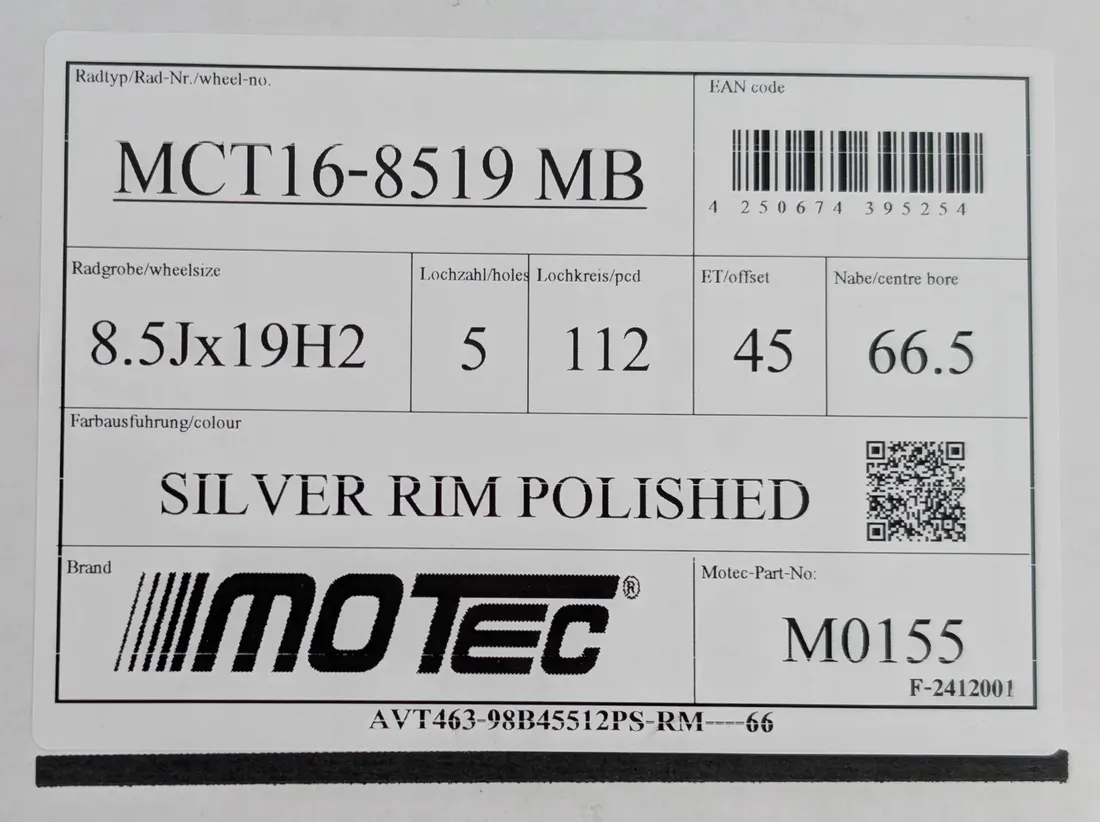 Radtyp/Rad-Nr./wheel-no.
MCT16-8519 MB
EAN code
4 250674 395254
Radgrobe/wheelsize
8.5Jx19H2
Lochzahl/holes
5
Lochkreis/pcd
112
ET/offset
45
Nabe/centre bore
66.5
Farbausfuhrung/colour
SILVER RIM POLISHED
Brand
MOTEC®
Motec-Part-No:
M0155
F-2412001
AVT463-98B45512PS-RM----66